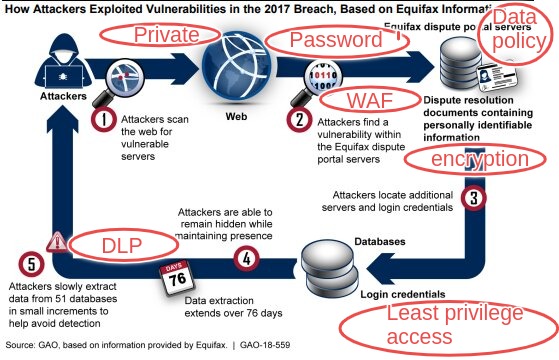 How Attackers Exploited Vulnerabilities in the 2017 Breach, Based on Equifax Informati
Private
Password
Equifax dispute portal servers
Data
policy
10110
Attackers
Web
WAF
1
Attackers scan
the web for
vulnerable
servers
2
Attackers find a
vulnerability within
the Equifax dispute
portal servers
Dispute resolution
documents containing
personally identifiable
information
encryption
Attackers locate additional
servers and login credentials
3
Attackers are able to
remain hidden while
maintaining presence
DLP
4
Databases
5
DAYS
76
Attackers slowly extract
data from 51 databases
in small increments to
help avoid detection
Data extraction
extends over 76 days
Login credentials
Least privilege
access
Source: GAO, based on information provided by Equifax. | GAO-18-559